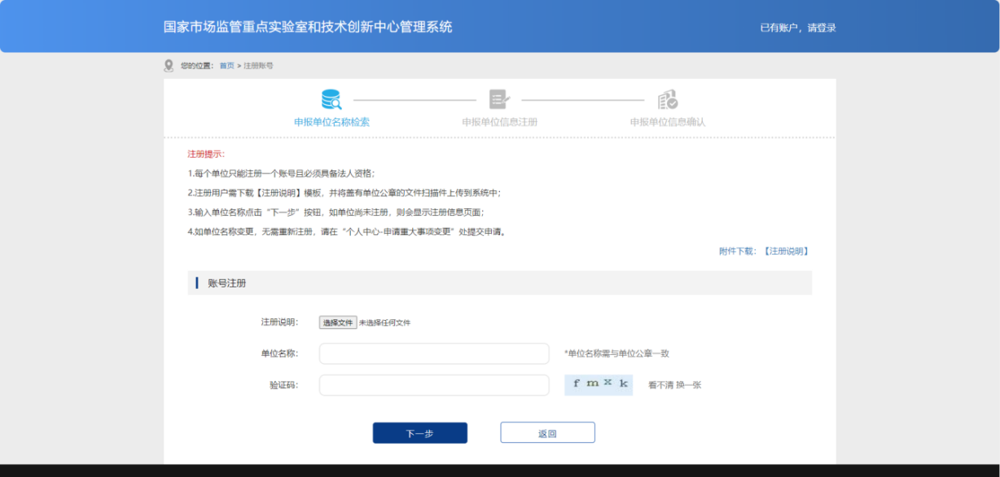 国家市场监管重点实验室和技术创新中心管理系统
已有账户，请登录
您的位置： 首页 > 注册账号
申报单位名称检索
申报单位信息注册
申报单位信息确认
注册提示：
1.每个单位只能注册一个账号且必须具备法人资格；
2.注册用户需下载【注册说明】模板，并将盖有单位公章的文件扫描件上传到系统中；
3.输入单位名称点击“下一步”按钮，如单位尚未注册，则会显示注册信息页面；
4.如单位名称变更，无需重新注册，请在“个人中心-申请重大事项变更”处提交申请。
附件下载：【注册说明】
账号注册
注册说明： 选择文件 未选择任何文件
单位名称： *单位名称需与单位公章一致
验证码： f m x k 看不清 换一张
下一步 返回